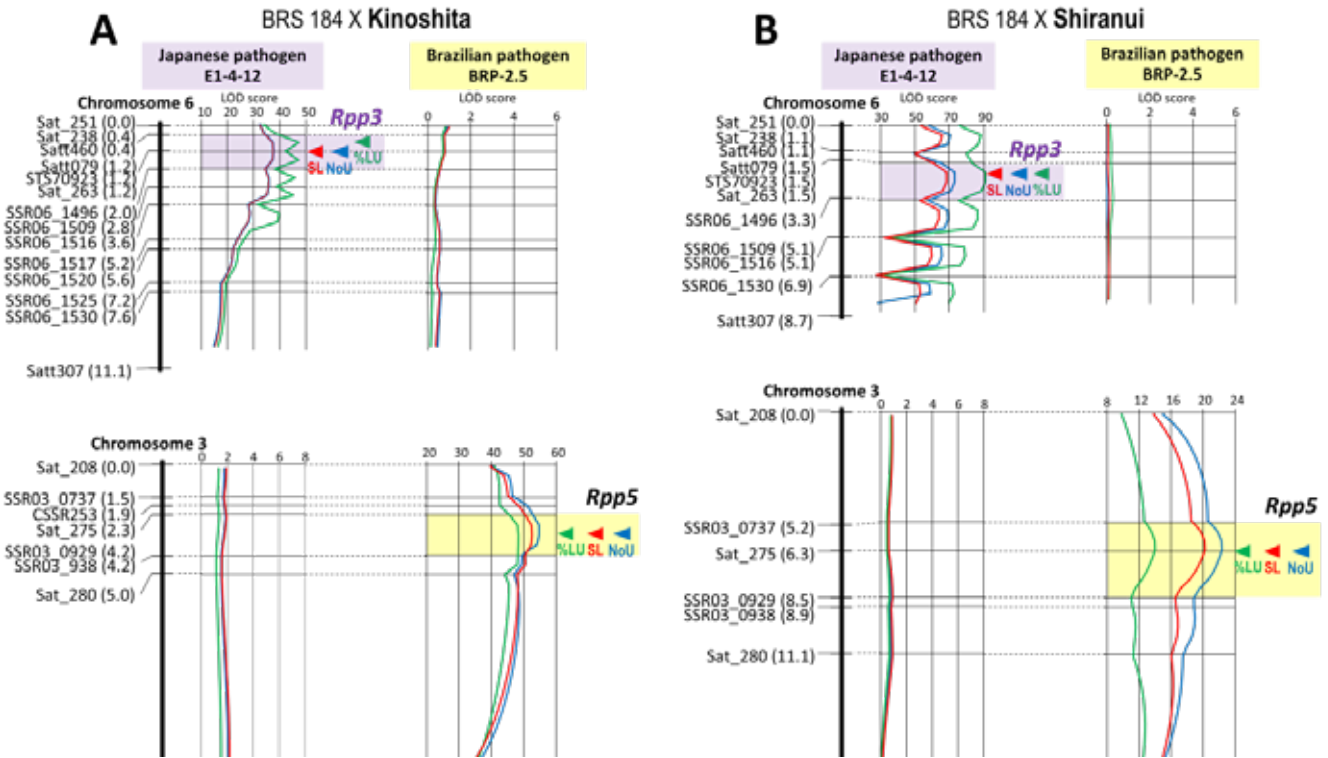 A
BRS 184 X Kinoshita
Japanese pathogen
E1-4-12
Brazilian pathogen
BRP-2.5
Chromosome 6
LOD score
LOD score
10 20 30 40 50
0 2 4 6
Rpp3
Sat_251 (0.0)
Sat_238 (0.4)
Satt460 (0.4)
Satt079 (1.2)
STS70923 (1.2)
Sat_263 (1.2)
SSR06_1496 (2.0)
SSR06_1509 (2.8)
SSR06_1516 (3.6)
SSR06_1517 (5.2)
SSR06_1520 (5.6)
SSR06_1525 (7.2)
SSR06_1530 (7.6)
Satt307 (11.1)
SL NoU %LU
Chromosome 3
0 2 4 6 8
20 30 40 50 60
Sat_208 (0.0)
SSR03_0737 (1.5)
CSSR253 (1.9)
Sat_275 (2.3)
SSR03_0929 (4.2)
SSR03_938 (4.2)
Sat_280 (5.0)
Rpp5
%LU SL NoU
B
BRS 184 X Shiranui
Japanese pathogen
E1-4-12
Brazilian pathogen
BRP-2.5
Chromosome 6
LOD score
LOD score
30 50 70 90
0 2 4 6
Rpp3
Sat_251 (0.0)
Sat_238 (1.1)
Satt460 (1.1)
Satt079 (1.5)
STS70923 (1.5)
Sat_263 (1.5)
SSR06_1496 (3.3)
SSR06_1509 (5.1)
SSR06_1516 (5.1)
SSR06_1530 (6.9)
Satt307 (8.7)
SL NoU %LU
Chromosome 3
0 2 4 6 8
8 12 16 20 24
Sat_208 (0.0)
SSR03_0737 (5.2)
Sat_275 (6.3)
SSR03_0929 (8.5)
SSR03_0938 (8.9)
Sat_280 (11.1)
Rpp5
%LU SL NoU